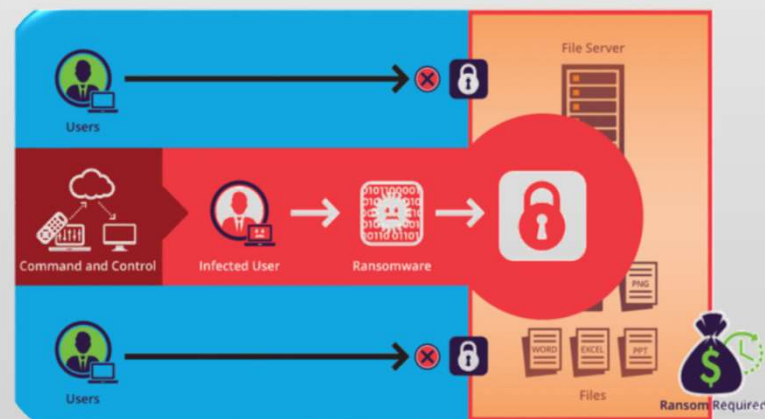 File Server
Users
Command and Control
Infected User
Ransomware
PNG
WORD
EXCEL
PPT
Users
Files
$
Ransom Required